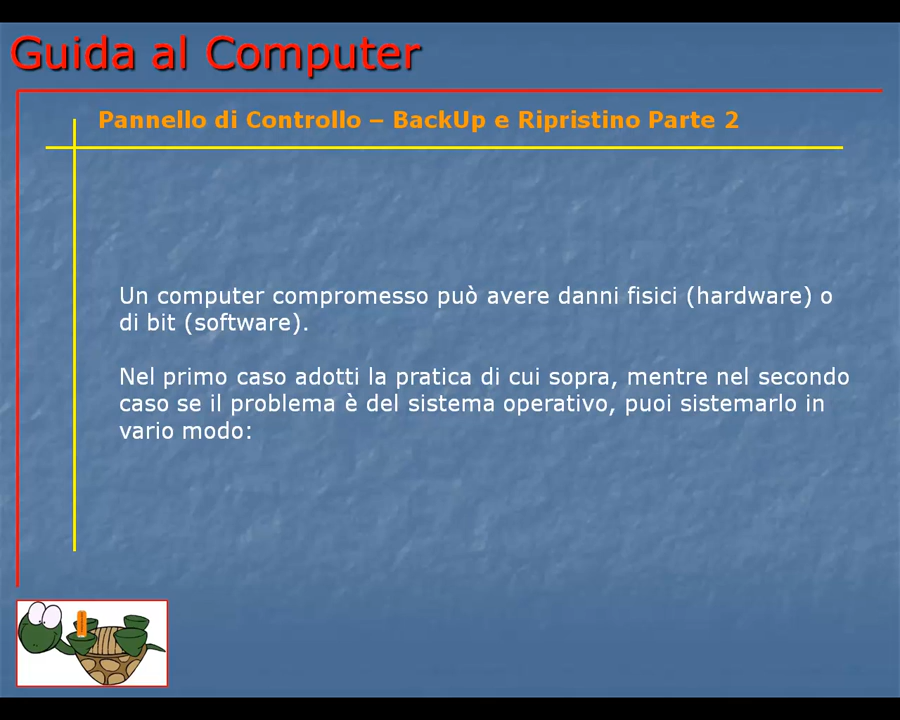 Guida al Computer
Pannello di Controllo – BackUp e Ripristino Parte 2
Un computer compromesso può avere danni fisici (hardware) o
di bit (software).
Nel primo caso adotti la pratica di cui sopra, mentre nel secondo
caso se il problema è del sistema operativo, puoi sistemarlo in
vario modo: